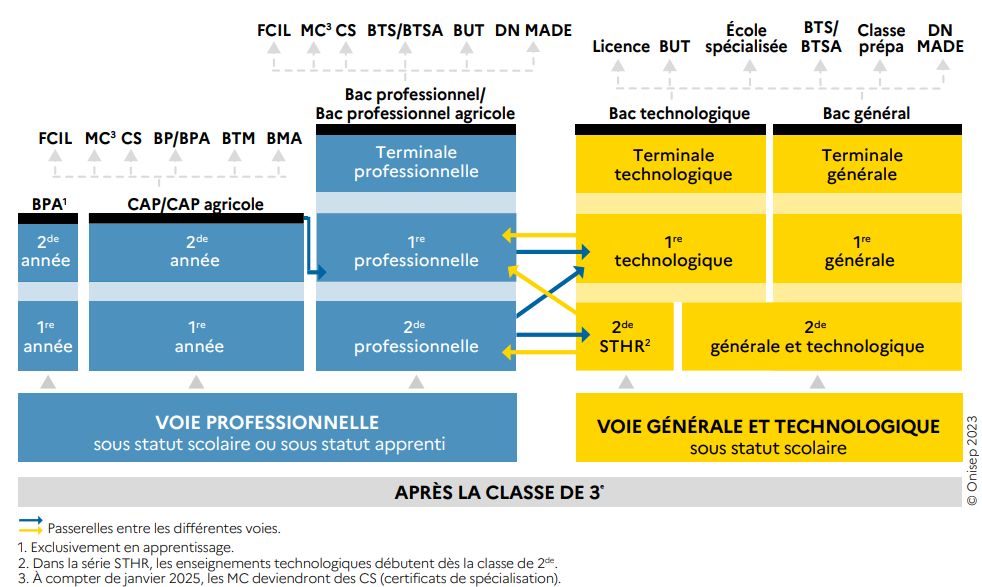 FCIL MC³ CS BTS/BTSA BUT DN MADE
Licence BUT
École
spécialisée
BTS/
BTSA
Classe
prépa
DN
MADE
Bac professionnel/
Bac professionnel agricole
Bac technologique
Bac général
FCIL MC³ CS BP/BPA BTM BMA
Terminale
professionnelle
Terminale
technologique
Terminale
générale
BPA¹
CAP/CAP agricole
2de
année
2de
année
1re
professionnelle
1re
technologique
1re
générale
1re
année
1re
année
2de
professionnelle
2de
STHR²
2de
générale et technologique
VOIE PROFESSIONNELLE
sous statut scolaire ou sous statut apprenti
VOIE GÉNÉRALE ET TECHNOLOGIQUE
sous statut scolaire
© Onisep 2023
APRÈS LA CLASSE DE 3e
Passerelles entre les différentes voies.
1. Exclusivement en apprentissage.
2. Dans la série STHR, les enseignements technologiques débutent dès la classe de 2de.
3. À compter de janvier 2025, les MC deviendront des CS (certificats de spécialisation).